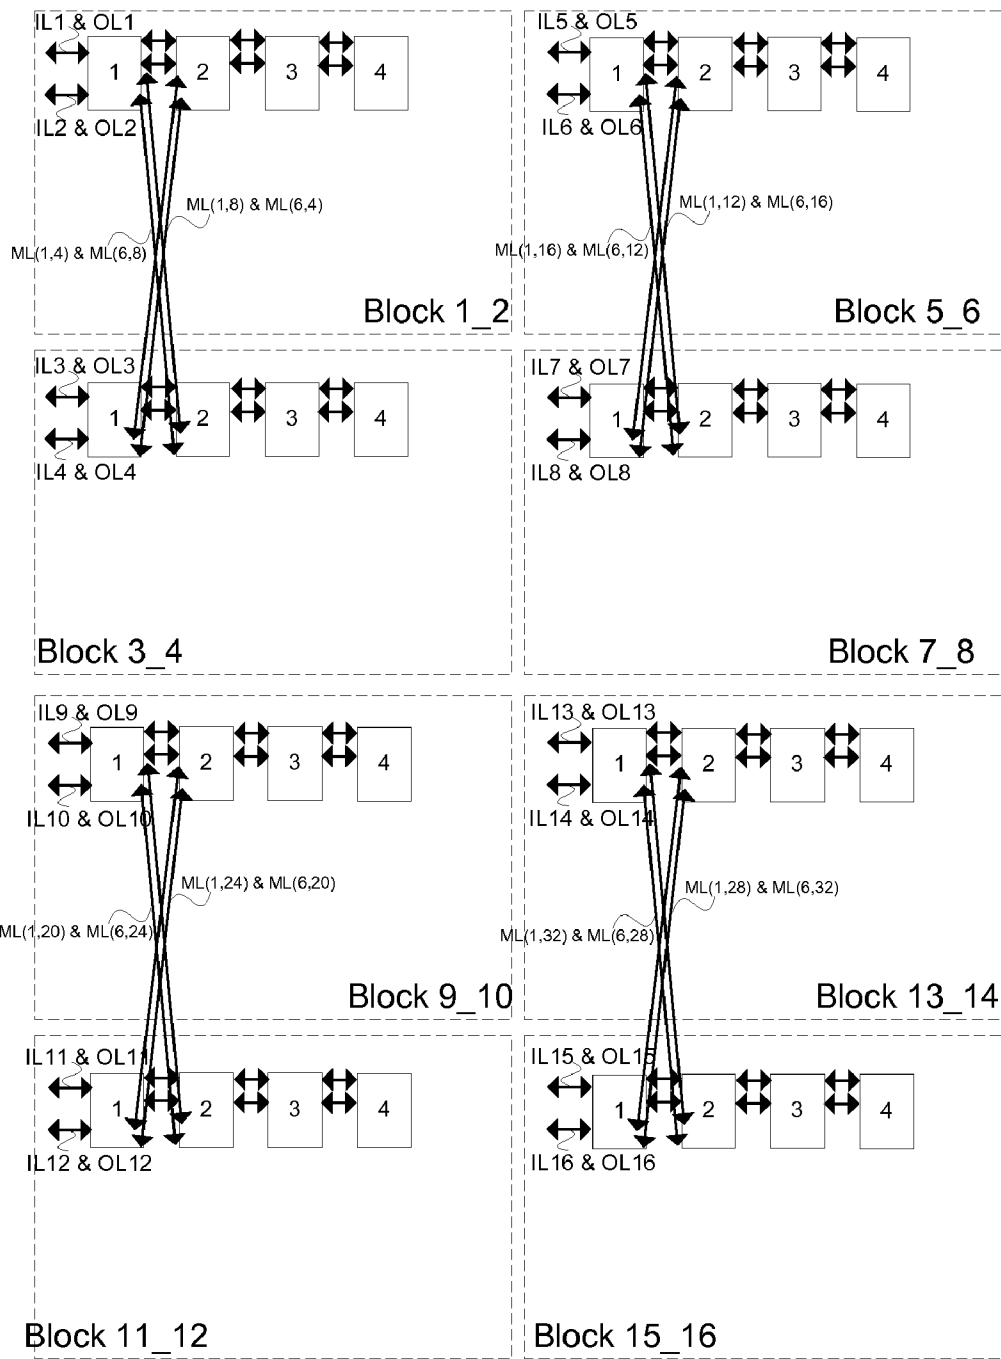 IL1 & OL1
1 2 3 4
IL2 & OL2
ML(1,8) & ML(6,4)
ML(1,4) & ML(6,8)
Block 1_2
IL5 & OL5
1 2 3 4
IL6 & OL6
ML(1,12) & ML(6,16)
ML(1,16) & ML(6,12)
Block 5_6
IL3 & OL3
1 2 3 4
IL4 & OL4
Block 3_4
IL7 & OL7
1 2 3 4
IL8 & OL8
Block 7_8
IL9 & OL9
1 2 3 4
IL10 & OL10
ML(1,24) & ML(6,20)
ML(1,20) & ML(6,24)
Block 9_10
IL13 & OL13
1 2 3 4
IL14 & OL14
ML(1,28) & ML(6,32)
ML(1,32) & ML(6,28)
Block 13_14
IL11 & OL11
1 2 3 4
IL12 & OL12
Block 11_12
IL15 & OL15
1 2 3 4
IL16 & OL16
Block 15_16